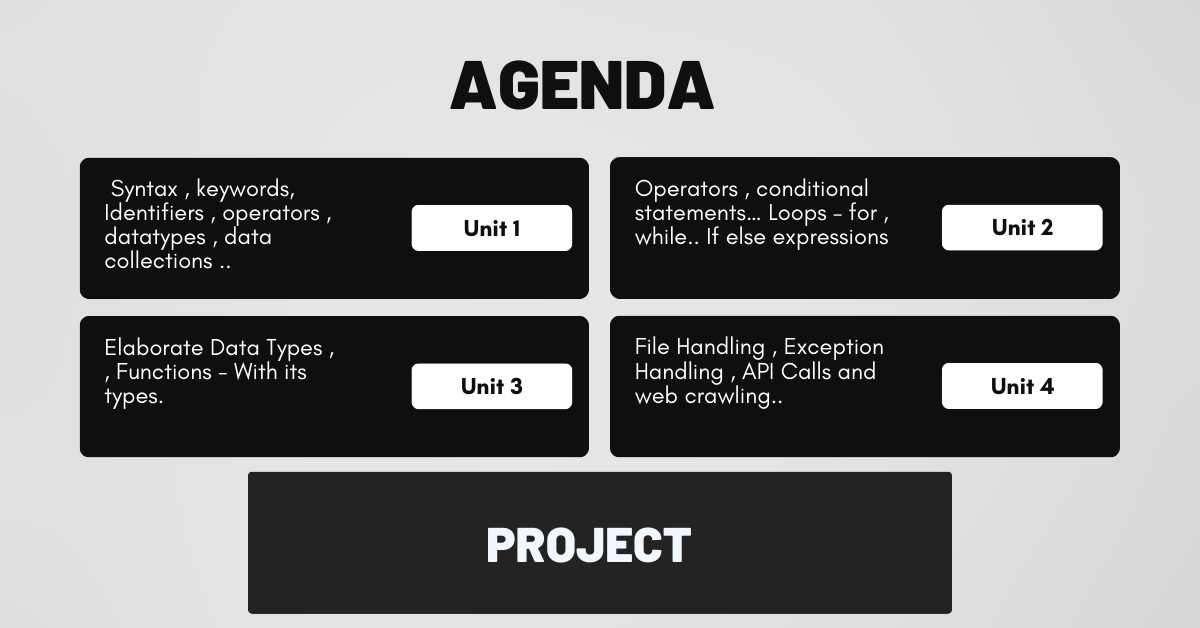 AGENDA
Syntax , keywords,
Identifiers , operators ,
datatypes , data
collections ..
Unit 1
Operators , conditional
statements... Loops - for ,
while.. If else expressions
Unit 2
Elaborate Data Types ,
, Functions - With its
types.
Unit 3
File Handling , Exception
Handling , API Calls and
web crawling..
Unit 4
PROJECT